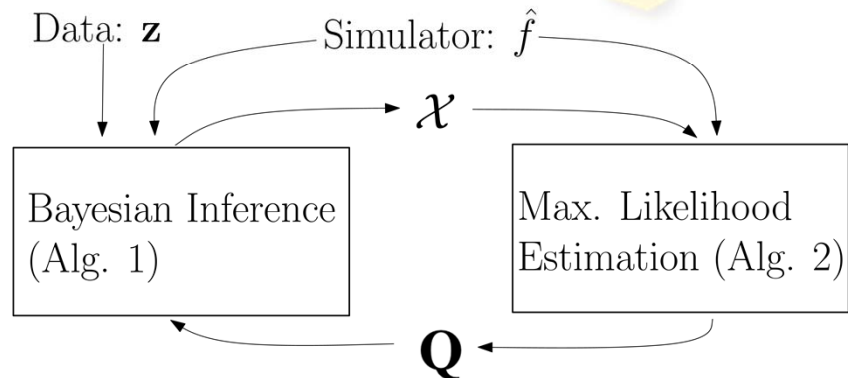 Data: z
Simulator: f̂
𝒳
Bayesian Inference
(Alg. 1)
Max. Likelihood
Estimation (Alg. 2)
Q